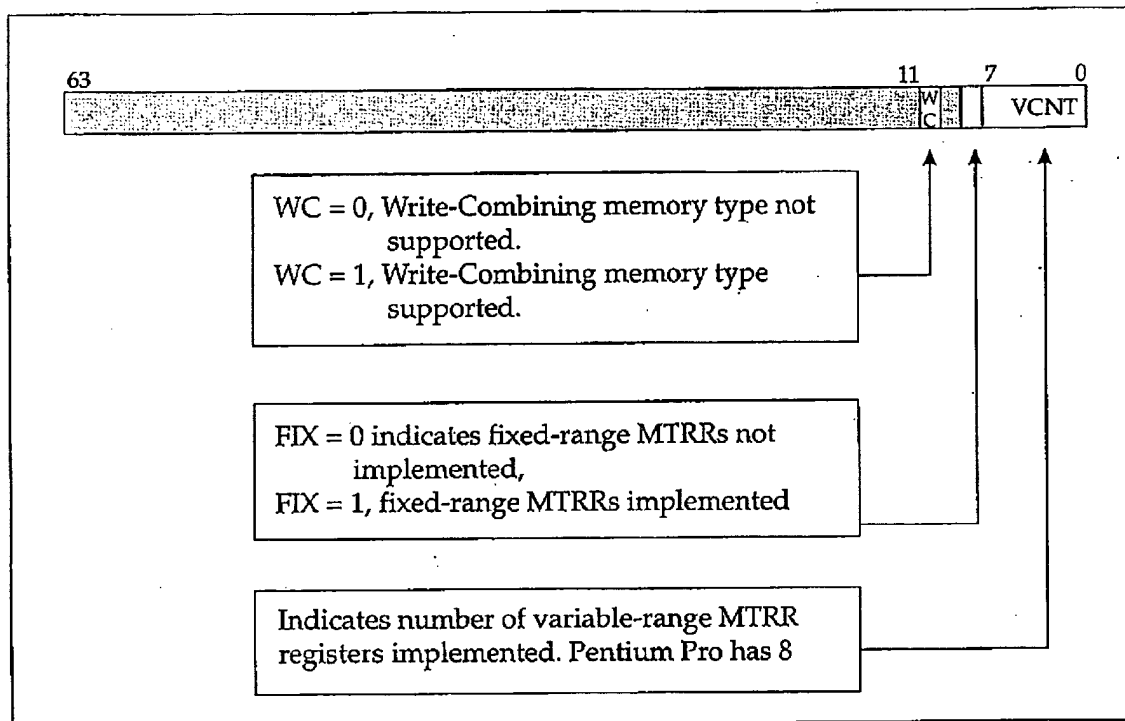 63 11 7 0
W
C VCNT
WC = 0, Write-Combining memory type not
supported.
WC = 1, Write-Combining memory type
supported.
FIX = 0 indicates fixed-range MTRRs not
implemented,
FIX = 1, fixed-range MTRRs implemented
Indicates number of variable-range MTRR
registers implemented. Pentium Pro has 8